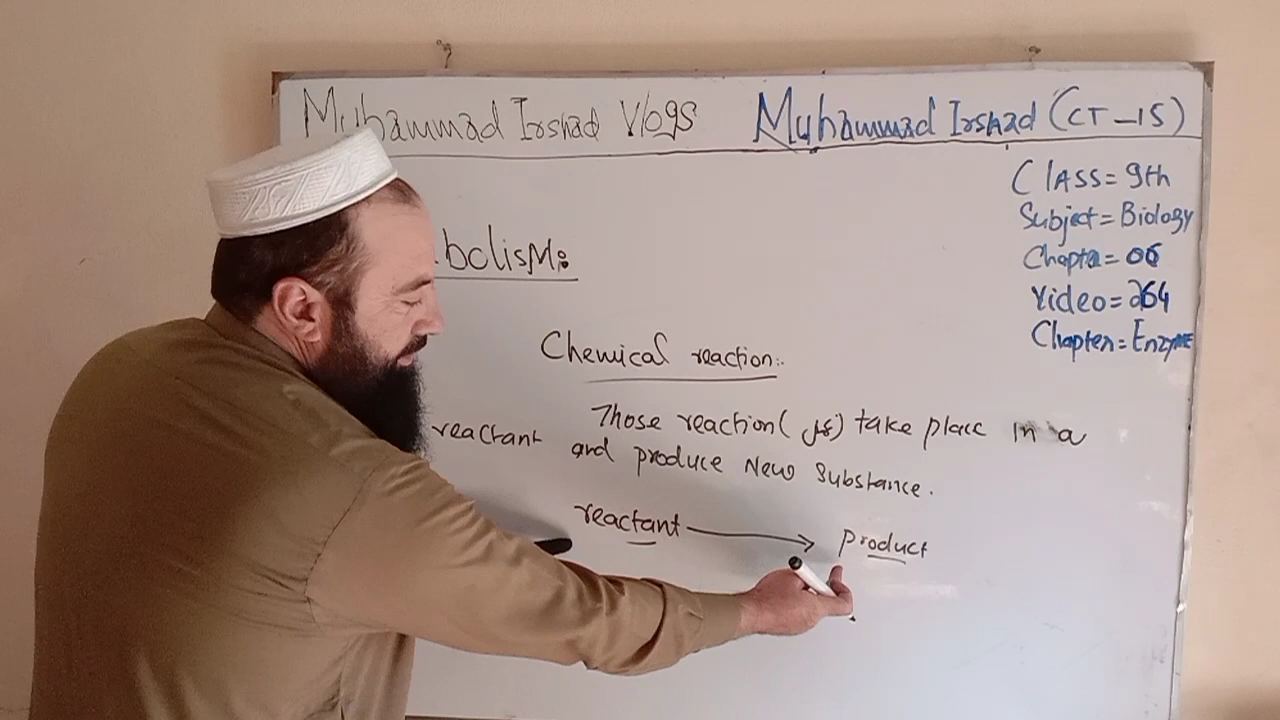 Muhammad Irshad Vlogs Muhammad Irshad (CT-15)
Class = 9th
Subject = Biology
Chapte = 06
Video = 264
Chapter = Enzyme
bolism:
Chemical reaction:
Those reaction( ) take place in a
reactant and produce New Substance.
reactant → product